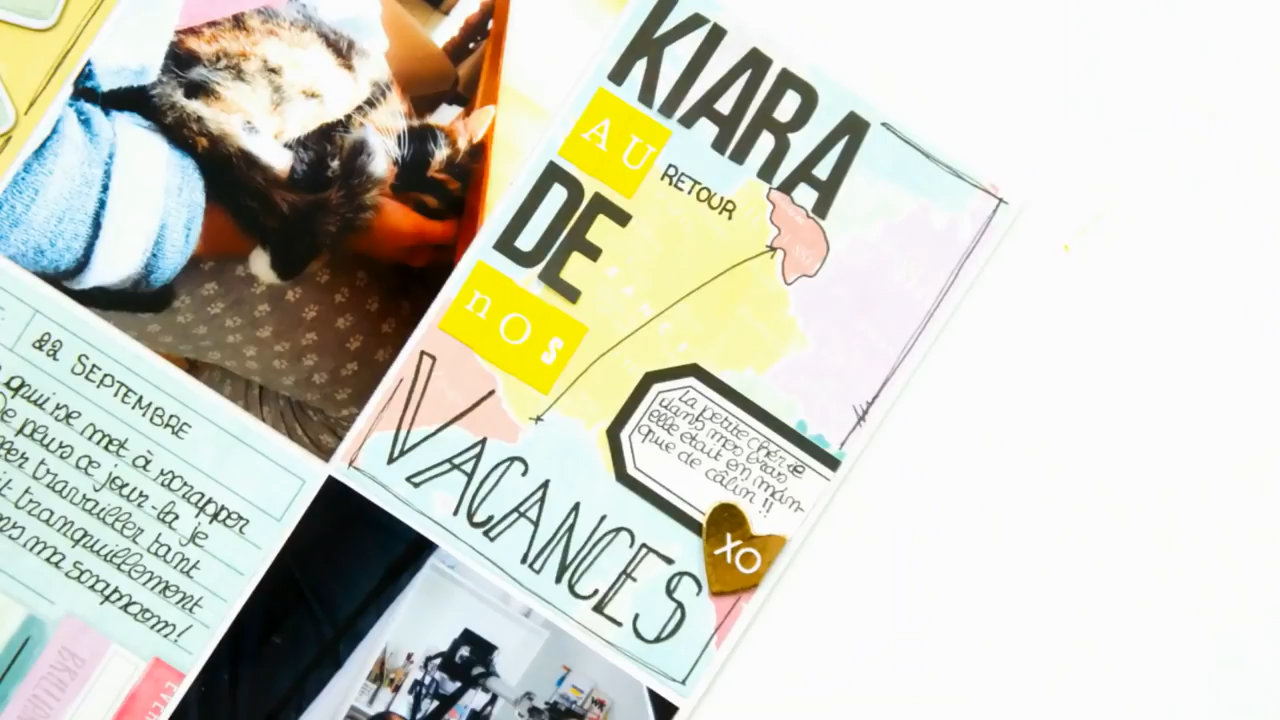 KIARA
AU
RETOUR
DE
nOs
VACANCES
La petite chérie
dans mes bras
elle était en man-
que de câlin !!
XO
22 SEPTEMBRE
qui se met à scrapper
De plus ce jour-là je
travailler tant
tranquillement
ma scraproom!